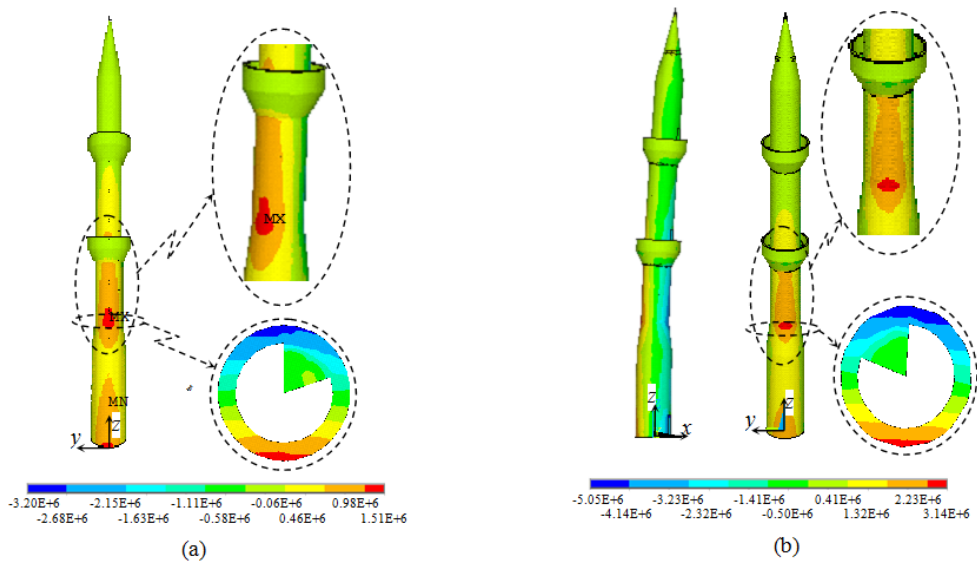 MX
MX
MN
Z
y
-3.20E+6 -2.15E+6 -1.11E+6 -0.06E+6 0.98E+6
-2.68E+6 -1.63E+6 -0.58E+6 0.46E+6 1.51E+6
(a)
Z
x
Z
y
-5.05E+6 -3.23E+6 -1.41E+6 0.41E+6 2.23E+6
-4.14E+6 -2.32E+6 -0.50E+6 1.32E+6 3.14E+6
(b)